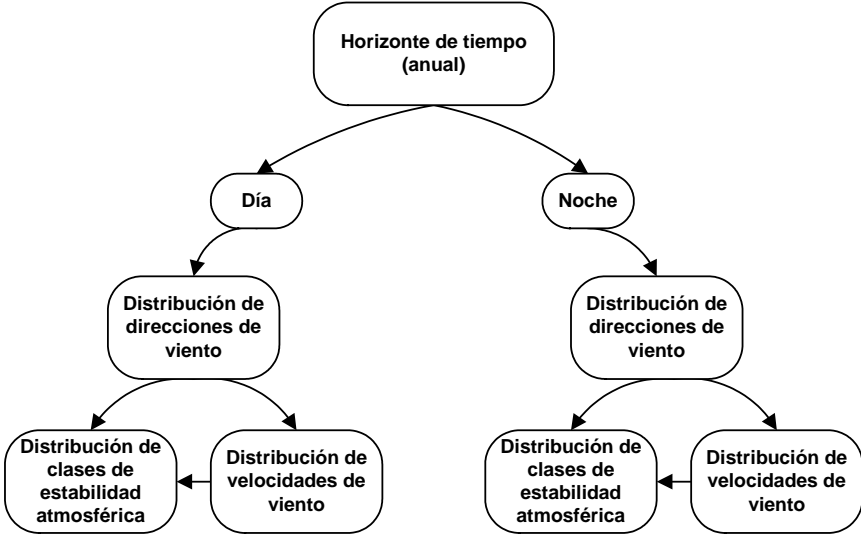 Horizonte de tiempo
(anual)
Día
Noche
Distribución de
direcciones de
viento
Distribución de
direcciones de
viento
Distribución de
clases de
estabilidad
atmosférica
Distribución de
velocidades de
viento
Distribución de
clases de
estabilidad
atmosférica
Distribución de
velocidades de
viento